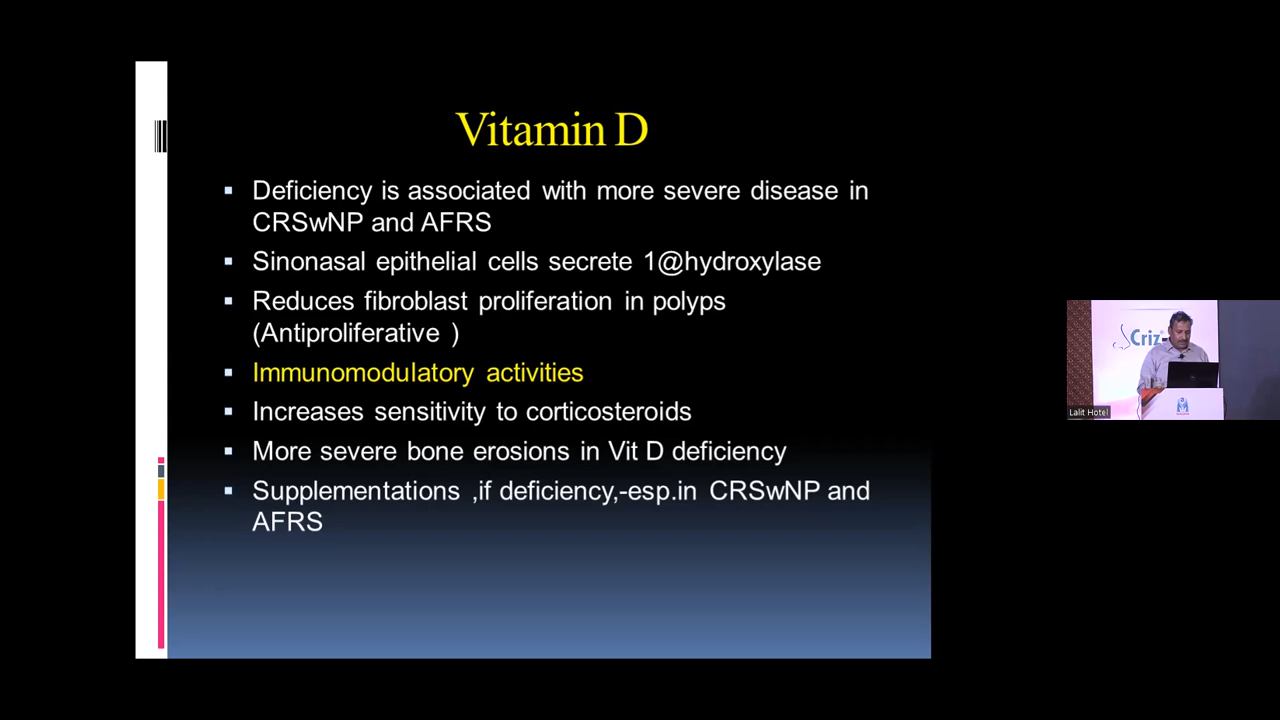 Vitamin D
Deficiency is associated with more severe disease in
CRSwNP and AFRS
Sinonasal epithelial cells secrete 1@hydroxylase
Reduces fibroblast proliferation in polyps
(Antiproliferative )
Immunomodulatory activities
Increases sensitivity to corticosteroids
More severe bone erosions in Vit D deficiency
Supplementations ,if deficiency,-esp.in CRSwNP and
AFRS
Criz
Lalit Hotel